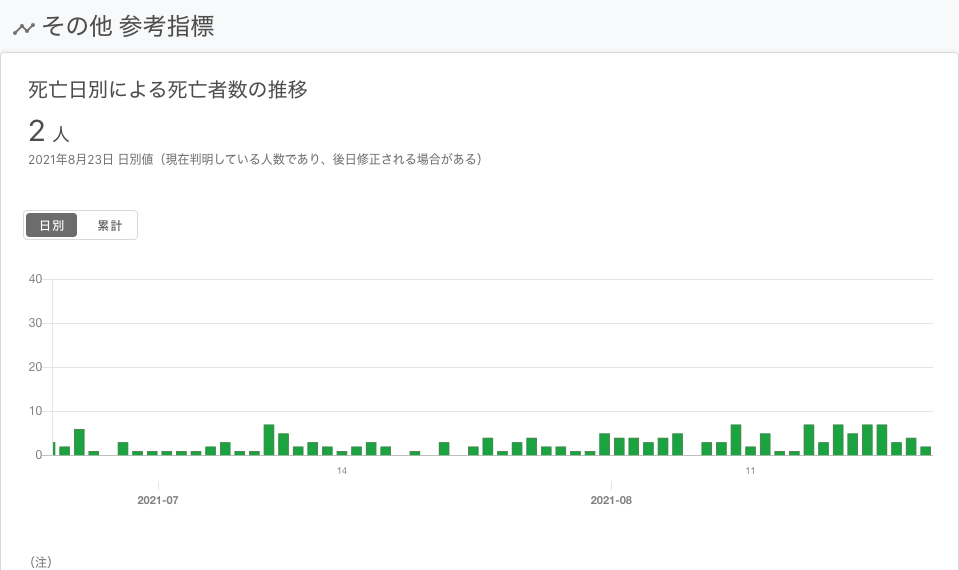 その他 参考指標
死亡日別による死亡者数の推移
2 人
2021年8月23日 日別値（現在判明している人数であり、後日修正される場合がある）
日別 累計
40
30
20
10
0
14 11
2021-07 2021-08
（注）